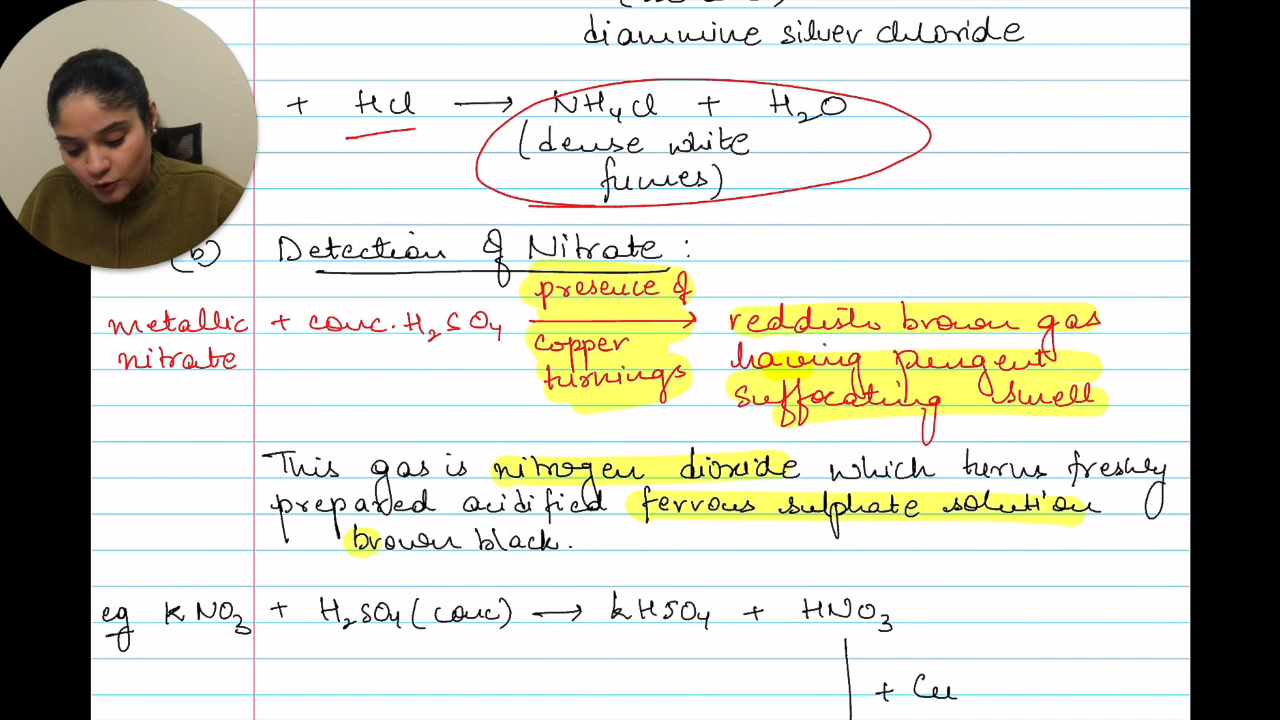 diammine silver chloride
+ HCl → NH₄Cl + H₂O
(dense white
fumes)
(b) Detection of Nitrate :
metallic nitrate + conc. H₂SO₄ → reddish brown gas
presence of
copper
turnings
having pungent
suffocating smell
This gas is nitrogen dioxide which turns freshly
prepared acidified ferrous sulphate solution
brown black.
eg KNO₃ + H₂SO₄ (conc) → KHSO₄ + HNO₃
+ Cu